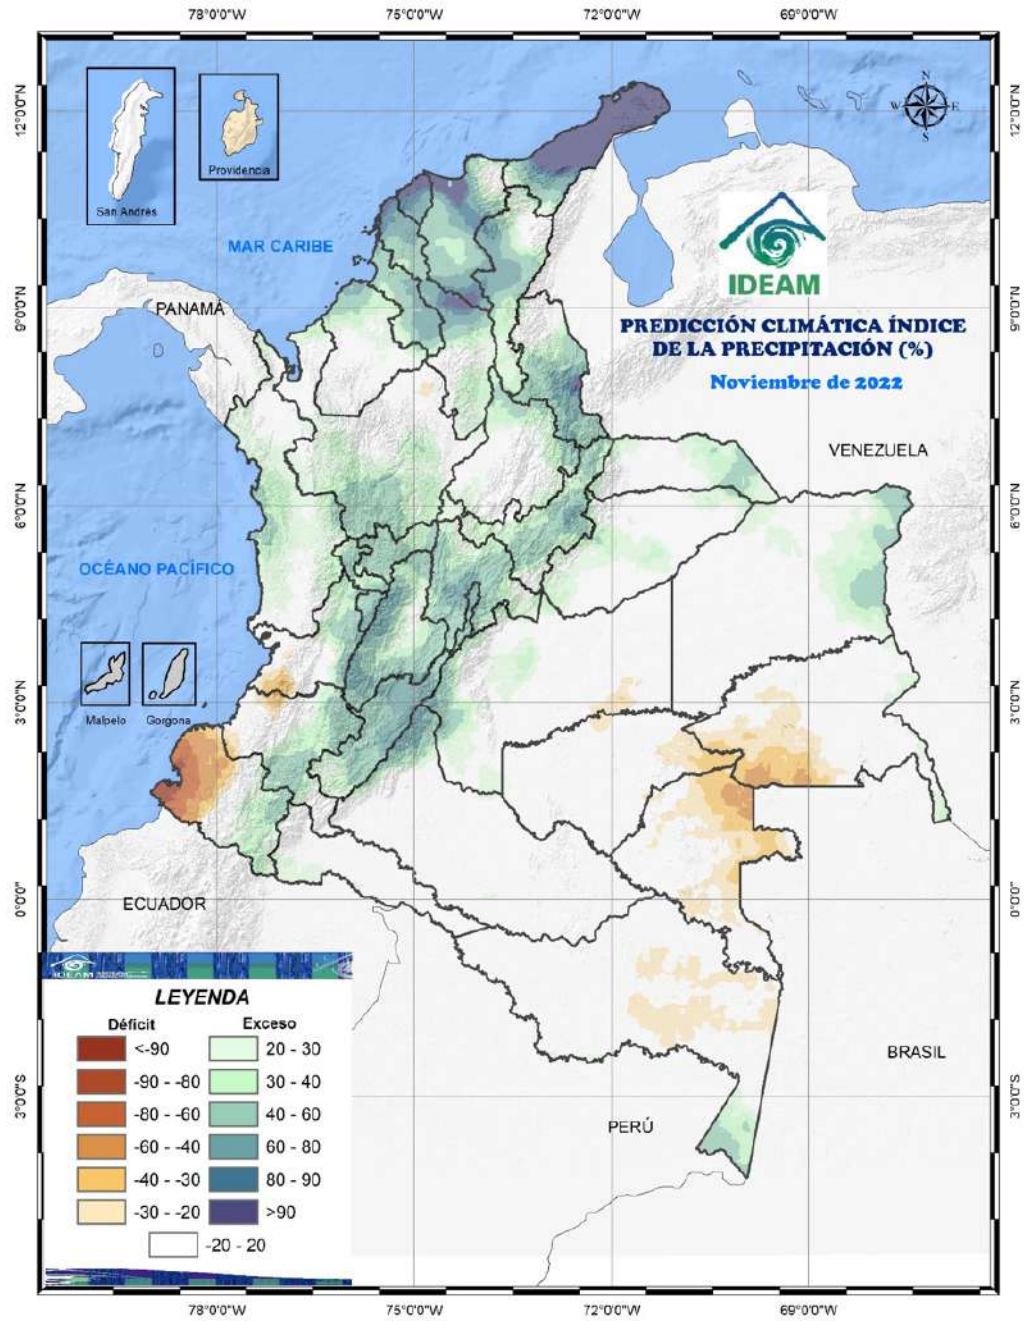 78°0'0"W 75°0'0"W 72°0'0"W 69°0'0"W
12°0'0"N 12°0'0"N
N
W E
S
San Andrés
Providencia
MAR CARIBE
IDEAM
9°0'0"N 9°0'0"N
PANAMÁ
PREDICCIÓN CLIMÁTICA ÍNDICE
DE LA PRECIPITACIÓN (%)
Noviembre de 2022
VENEZUELA
6°0'0"N 6°0'0"N
OCÉANO PACÍFICO
3°0'0"N 3°0'0"N
Malpelo Gorgona
0°0'0" 0°0'0"
ECUADOR
IDEAM
LEYENDA
Déficit Exceso
<-90 20 - 30
-90 - -80 30 - 40
-80 - -60 40 - 60
-60 - -40 60 - 80
-40 - -30 80 - 90
-30 - -20 >90
-20 - 20
BRASIL
PERÚ
3°0'0"S 3°0'0"S
78°0'0"W 75°0'0"W 72°0'0"W 69°0'0"W